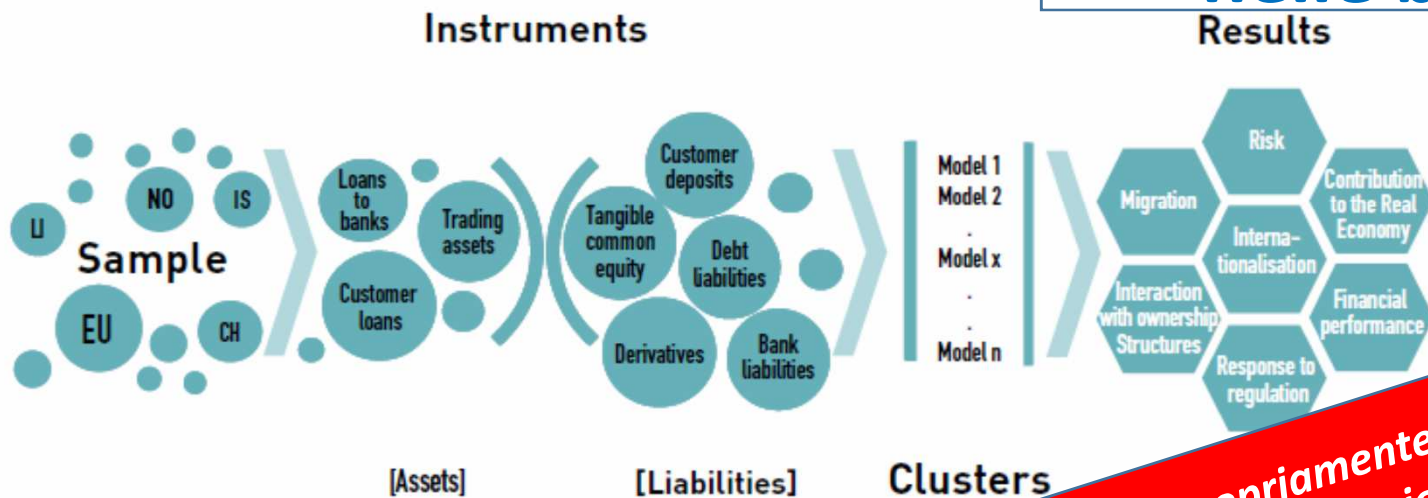 Instruments
Results
Sample
LI
NO
IS
EU
CH
Loans
to
banks
Trading
assets
Customer
loans
[Assets]
Customer
deposits
Tangible
common
equity
Debt
liabilities
Derivatives
Bank
liabilities
[Liabilities]
Model 1
Model 2
.
Model x
.
.
Model n
Clusters
Risk
Migration
Contribution
to the Real
Economy
Interna-
tionalisation
Interaction
with ownership
Structures
Financial
performance
Response to
regulation